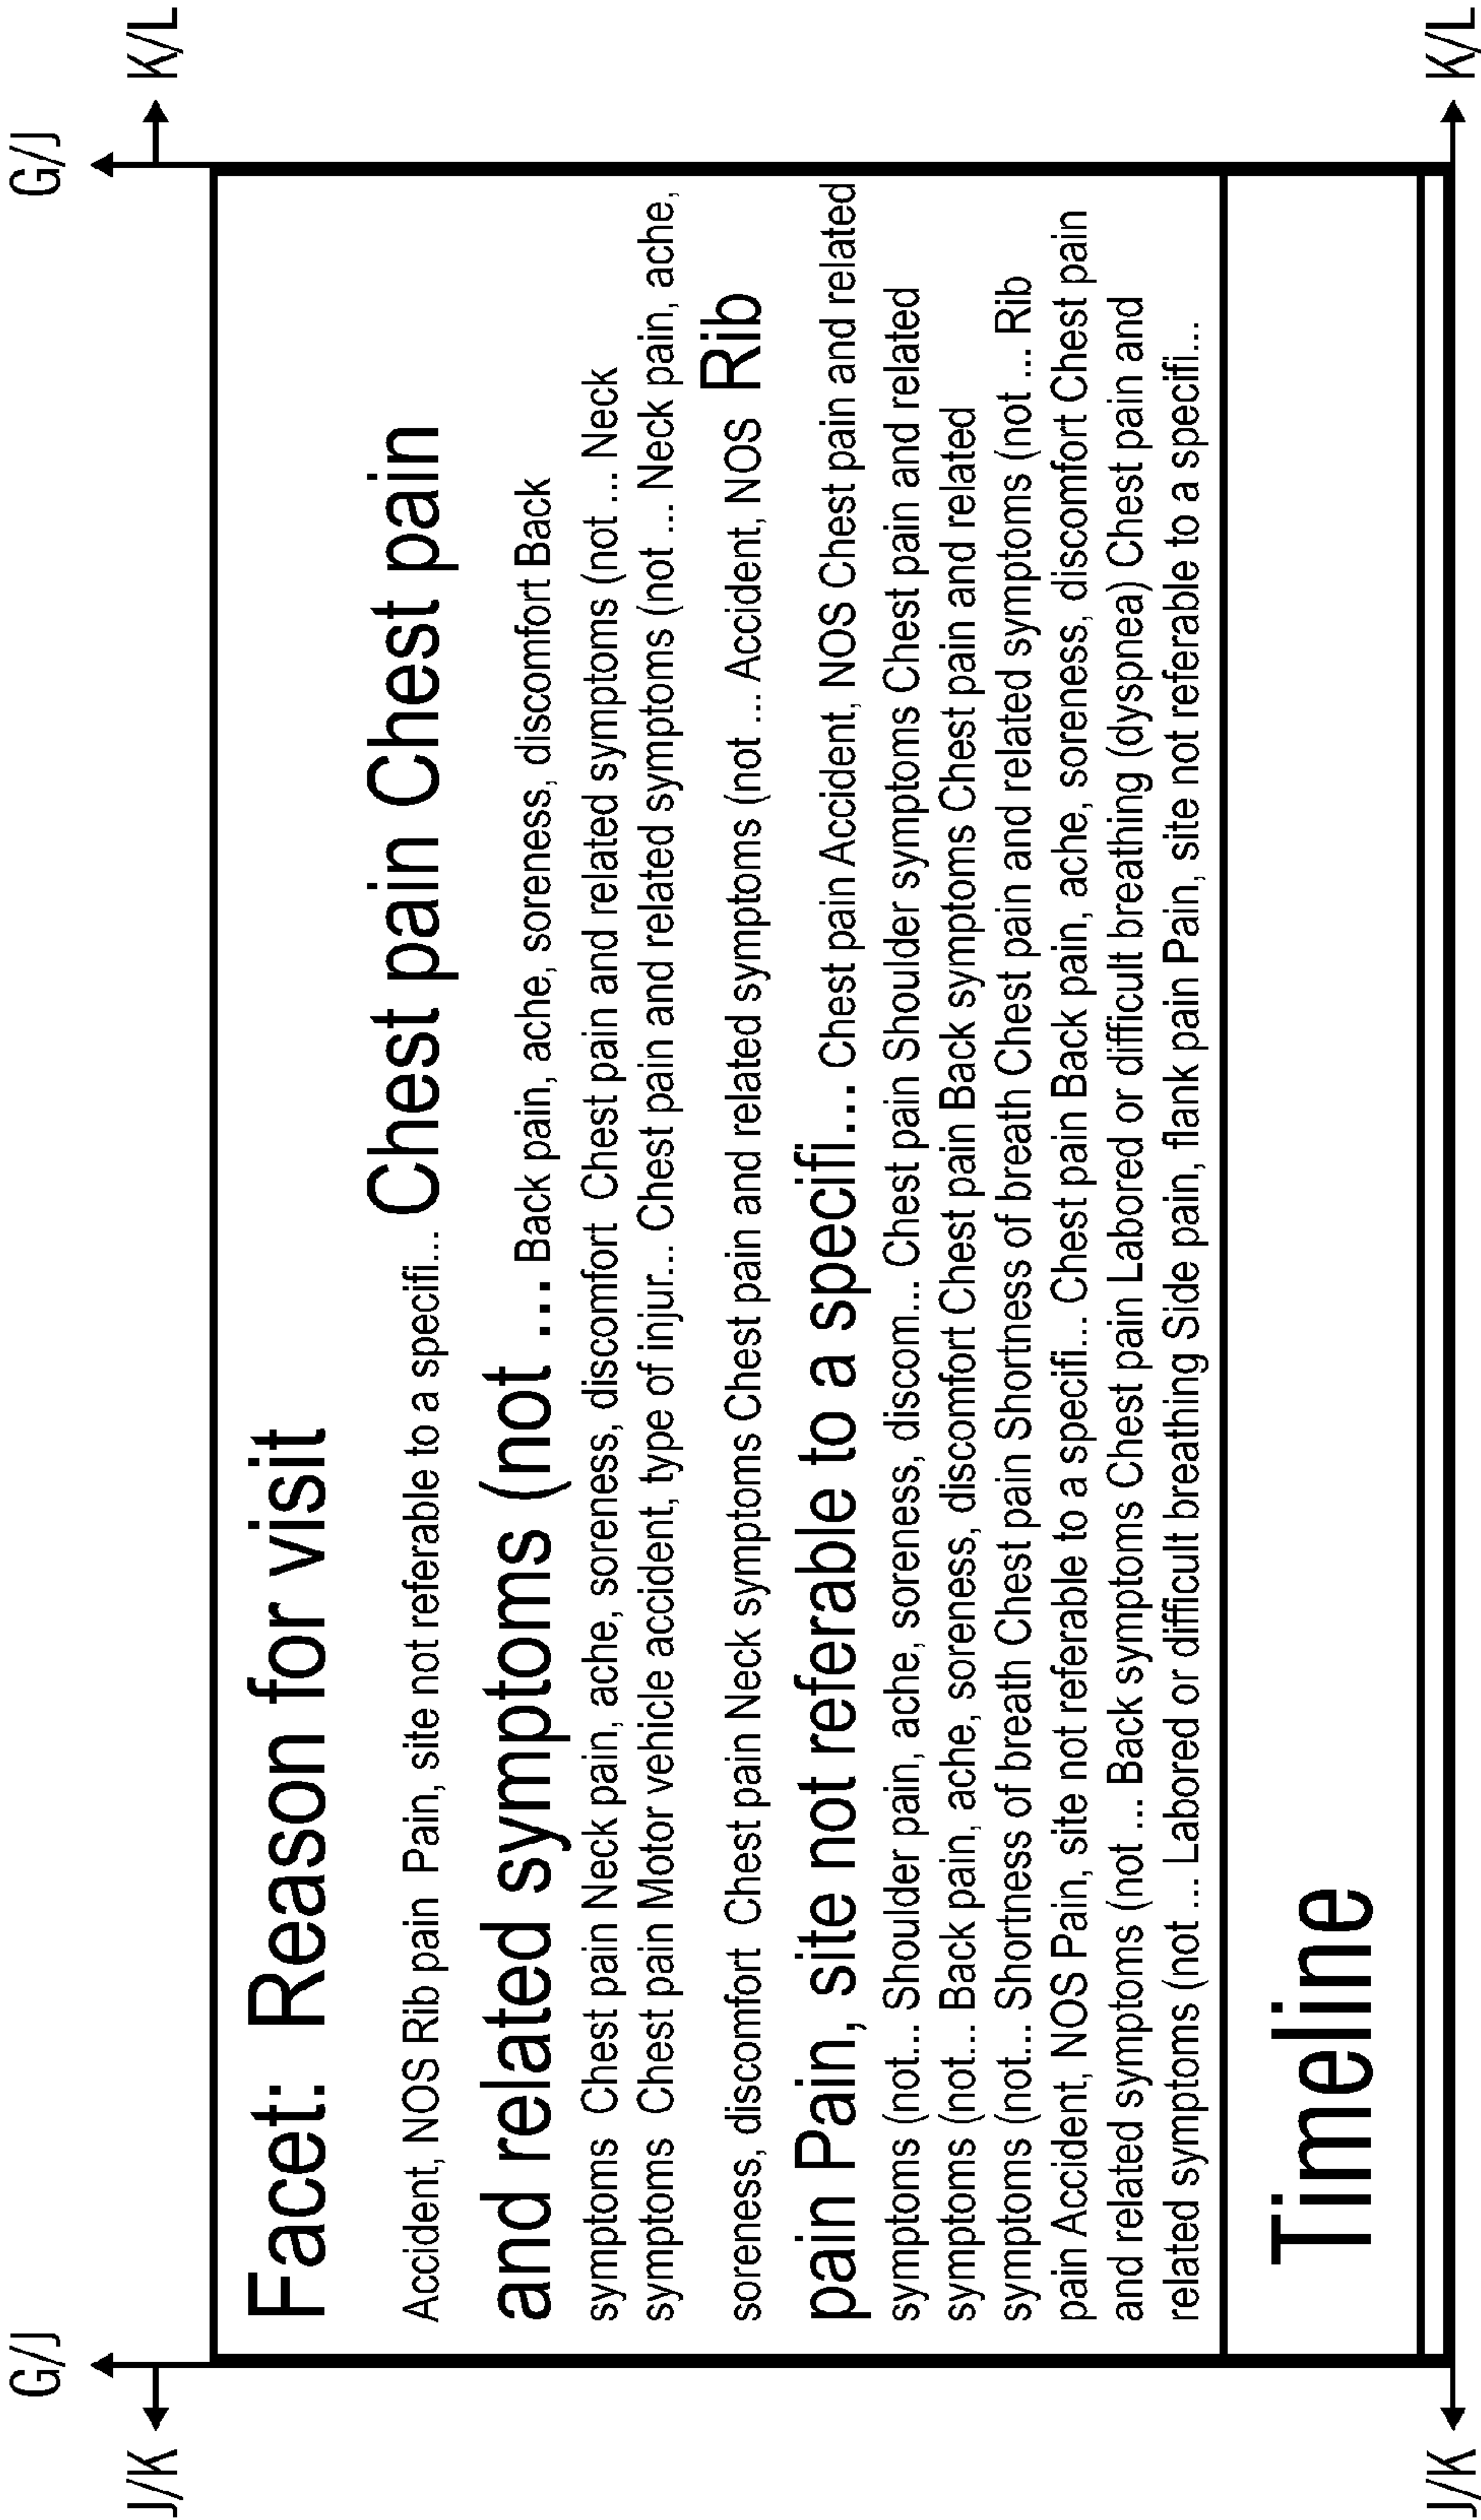 G/J G/J
J/K K/L
Facet: Reason for visit
Accident, NOS Rib pain Pain, site not referable to a specifi... Chest pain Chest pain
and related symptoms (not ... Back pain, ache, soreness, discomfort Back
symptoms Chest pain Neck pain, ache, soreness, discomfort Chest pain and related symptoms (not ... Neck
symptoms Chest pain Motor vehicle accident, type of injur... Chest pain and related symptoms (not ... Neck pain, ache,
soreness, discomfort Chest pain Neck symptoms Chest pain and related symptoms (not ... Accident, NOS Rib
pain Pain, site not referable to a specifi... Chest pain Accident, NOS Chest pain and related
symptoms (not... Shoulder pain, ache, soreness, discom... Chest pain Shoulder symptoms Chest pain and related
symptoms (not... Back pain, ache, soreness, discomfort Chest pain Back symptoms Chest pain and related
symptoms (not... Shortness of breath Chest pain Shortness of breath Chest pain and related symptoms (not ... Rib
pain Accident, NOS Pain, site not referable to a specifi... Chest pain Back pain, ache, soreness, discomfort Chest pain
and related symptoms (not ... Back symptoms Chest pain Labored or difficult breathing (dyspnea) Chest pain and
related symptoms (not ... Labored or difficult breathing Side pain, flank pain Pain, site not referable to a specifi...
Timeline
J/K K/L